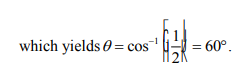 which yields θ = cos⁻¹ (1/2) = 60°.